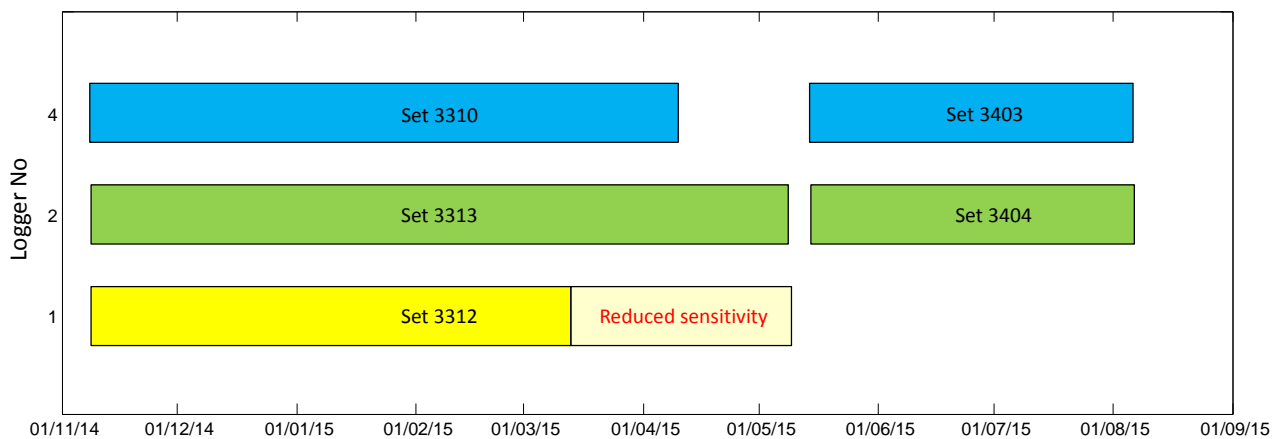 4
Set 3310
Set 3403
Logger No
2
Set 3313
Set 3404
1
Set 3312
Reduced sensitivity
01/11/14
01/12/14
01/01/15
01/02/15
01/03/15
01/04/15
01/05/15
01/06/15
01/07/15
01/08/15
01/09/15